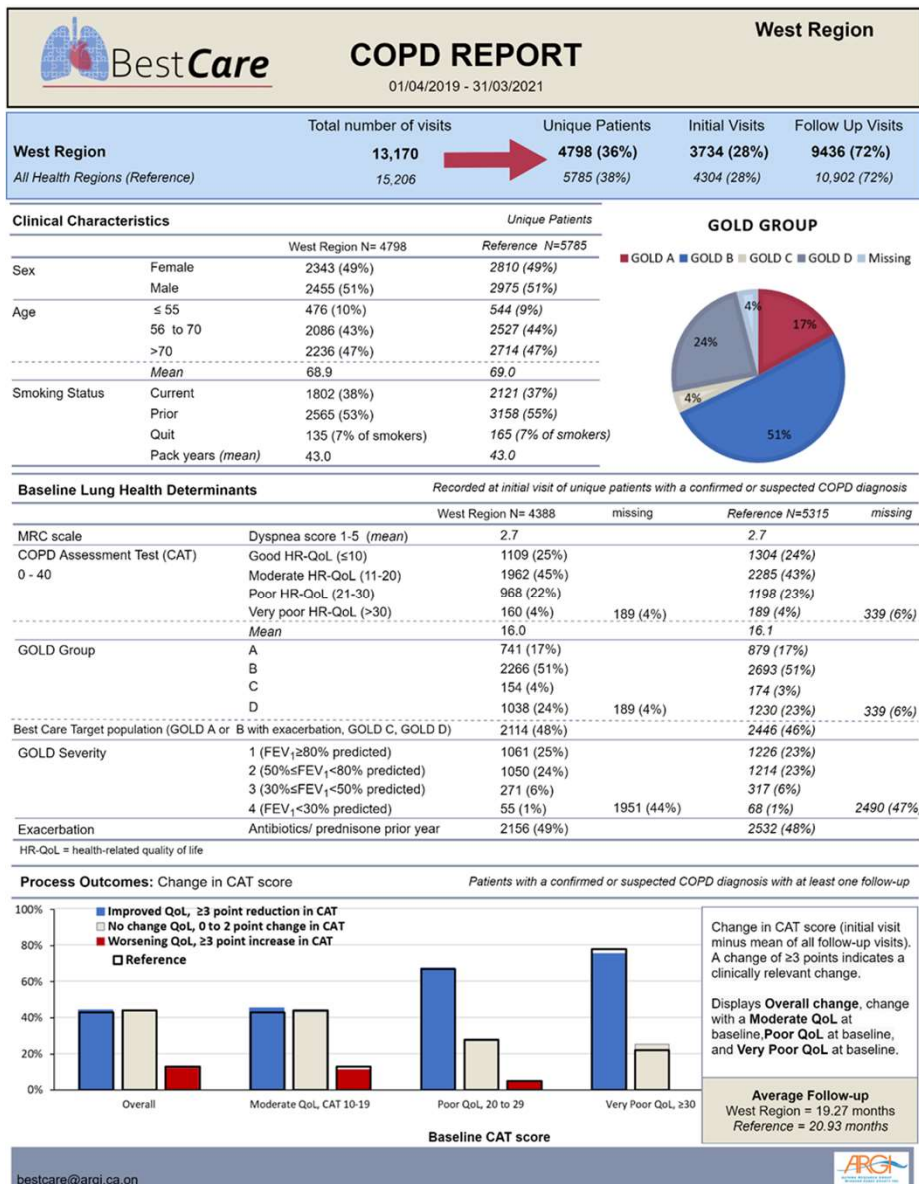 BestCare
COPD REPORT
01/04/2019 - 31/03/2021
West Region
Total number of visits Unique Patients Initial Visits Follow Up Visits
West Region 13,170 4798 (36%) 3734 (28%) 9436 (72%)
All Health Regions (Reference) 15,206 5785 (38%) 4304 (28%) 10,902 (72%)
Clinical Characteristics Unique Patients
West Region N= 4798 Reference N=5785
Sex Female 2343 (49%) 2810 (49%)
Male 2455 (51%) 2975 (51%)
Age ≤ 55 476 (10%) 544 (9%)
56 to 70 2086 (43%) 2527 (44%)
>70 2236 (47%) 2714 (47%)
Mean 68.9 69.0
Smoking Status Current 1802 (38%) 2121 (37%)
Prior 2565 (53%) 3158 (55%)
Quit 135 (7% of smokers) 165 (7% of smokers)
Pack years (mean) 43.0 43.0
GOLD GROUP
GOLD A GOLD B GOLD C GOLD D Missing
4%
17%
24%
4%
51%
Baseline Lung Health Determinants Recorded at initial visit of unique patients with a confirmed or suspected COPD diagnosis
West Region N= 4388 missing Reference N=5315 missing
MRC scale Dyspnea score 1-5 (mean) 2.7 2.7
COPD Assessment Test (CAT) Good HR-QoL (≤10) 1109 (25%) 1304 (24%)
0 - 40 Moderate HR-QoL (11-20) 1962 (45%) 2285 (43%)
Poor HR-QoL (21-30) 968 (22%) 1198 (23%)
Very poor HR-QoL (>30) 160 (4%) 189 (4%) 189 (4%) 339 (6%)
Mean 16.0 16.1
GOLD Group A 741 (17%) 879 (17%)
B 2266 (51%) 2693 (51%)
C 154 (4%) 174 (3%)
D 1038 (24%) 189 (4%) 1230 (23%) 339 (6%)
Best Care Target population (GOLD A or B with exacerbation, GOLD C, GOLD D) 2114 (48%) 2446 (46%)
GOLD Severity 1 (FEV₁≥80% predicted) 1061 (25%) 1226 (23%)
2 (50%≤FEV₁<80% predicted) 1050 (24%) 1214 (23%)
3 (30%≤FEV₁<50% predicted) 271 (6%) 317 (6%)
4 (FEV₁<30% predicted) 55 (1%) 1951 (44%) 68 (1%) 2490 (47%)
Exacerbation Antibiotics/ prednisone prior year 2156 (49%) 2532 (48%)
HR-QoL = health-related quality of life
Process Outcomes: Change in CAT score Patients with a confirmed or suspected COPD diagnosis with at least one follow-up
100%
80%
60%
40%
20%
0%
Improved QoL, ≥3 point reduction in CAT
No change QoL, 0 to 2 point change in CAT
Worsening QoL, ≥3 point increase in CAT
Reference
Overall Moderate QoL, CAT 10-19 Poor QoL, 20 to 29 Very Poor QoL, ≥30
Baseline CAT score
Change in CAT score (initial visit
minus mean of all follow-up visits).
A change of ≥3 points indicates a
clinically relevant change.
Displays Overall change, change
with a Moderate QoL at
baseline,Poor QoL at baseline,
and Very Poor QoL at baseline.
Average Follow-up
West Region = 19.27 months
Reference = 20.93 months
bestcare@argi.ca.on
ARGI